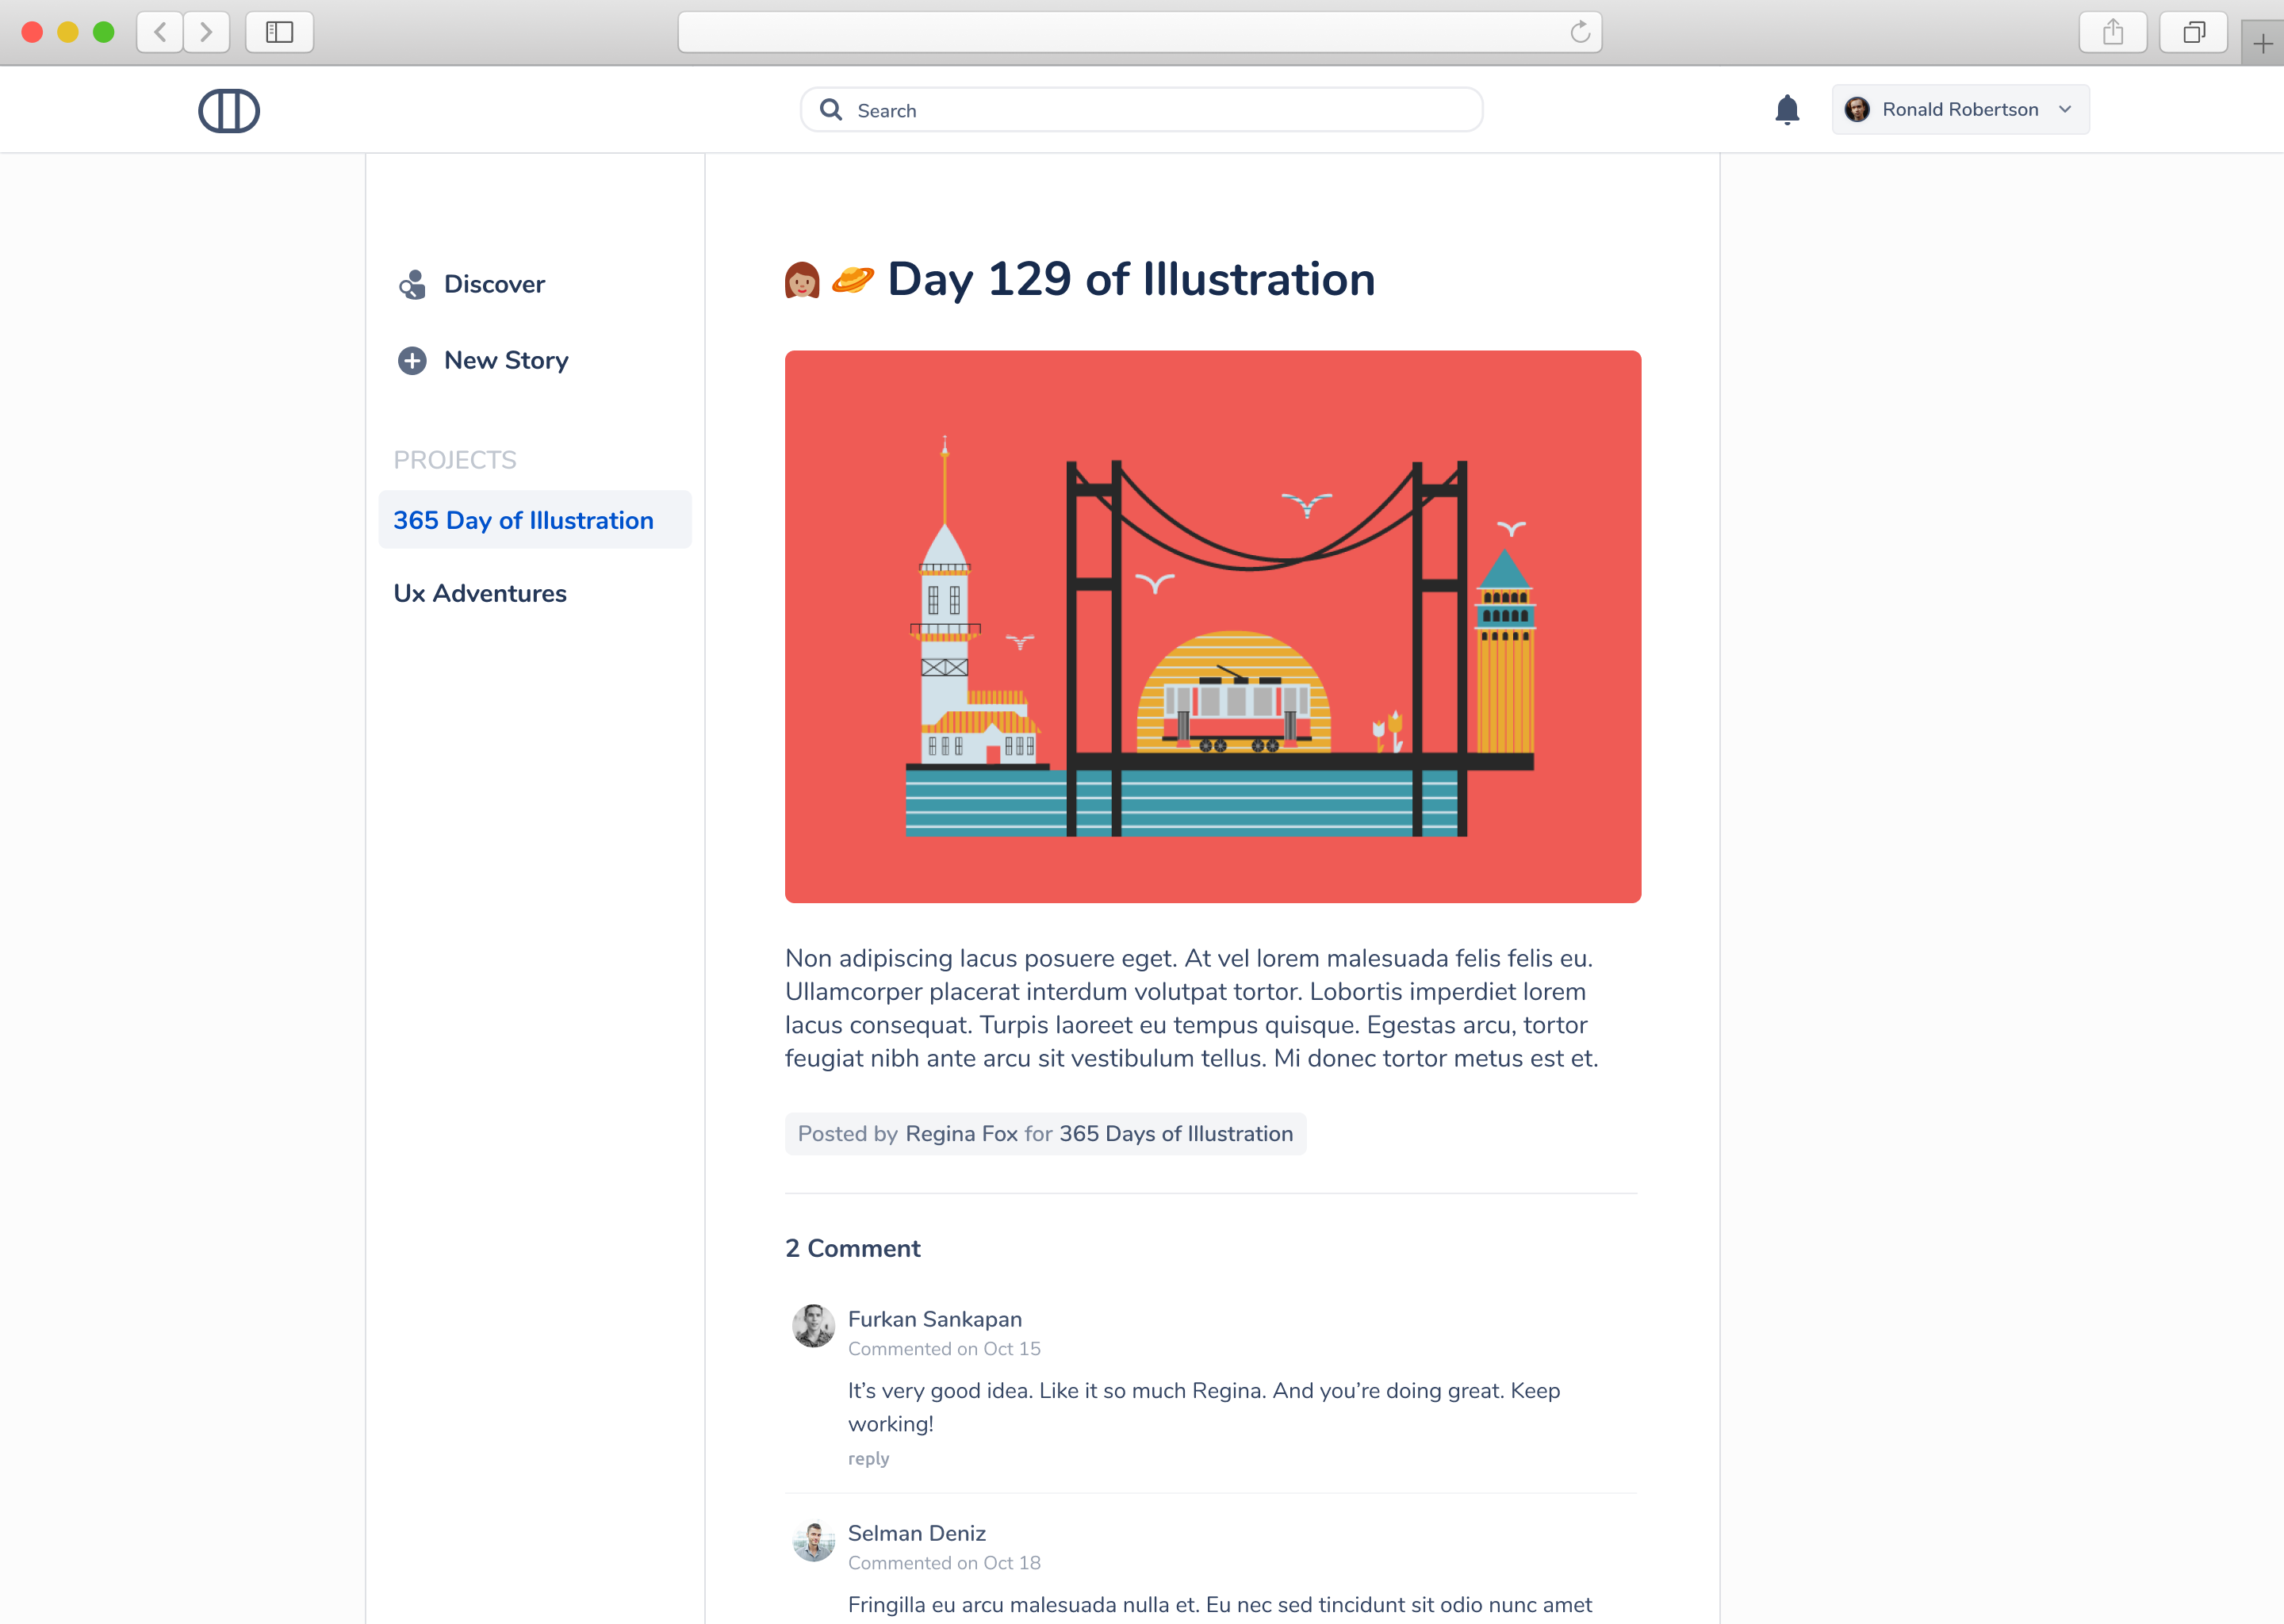 Search
Ronald Robertson
Discover
New Story
PROJECTS
365 Day of Illustration
Ux Adventures
Day 129 of Illustration
Non adipiscing lacus posuere eget. At vel lorem malesuada felis felis eu.
Ullamcorper placerat interdum volutpat tortor. Lobortis imperdiet lorem
lacus consequat. Turpis laoreet eu tempus quisque. Egestas arcu, tortor
feugiat nibh ante arcu sit vestibulum tellus. Mi donec tortor metus est et.
Posted by Regina Fox for 365 Days of Illustration
2 Comment
Furkan Sankapan
Commented on Oct 15
It’s very good idea. Like it so much Regina. And you’re doing great. Keep
working!
reply
Selman Deniz
Commented on Oct 18
Fringilla eu arcu malesuada nulla et. Eu nec sed tincidunt sit odio nunc amet